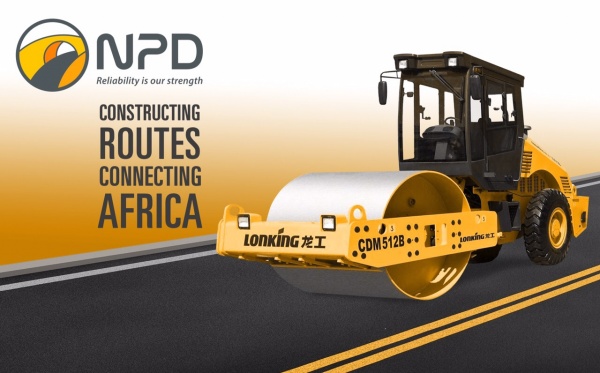 NPD
Reliability is our strength
CONSTRUCTING
ROUTES
CONNECTING
AFRICA
LONKING 龙工
CDM512B
LONKING 龙工